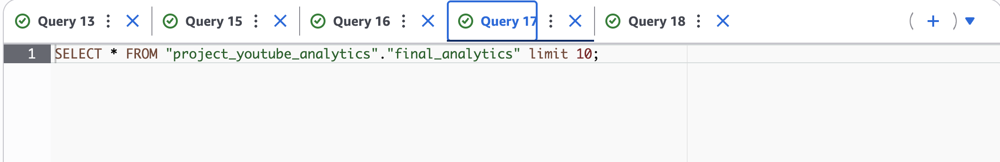 Query 13 Query 15 Query 16 Query 17 Query 18
1 SELECT * FROM "project_youtube_analytics"."final_analytics" limit 10;